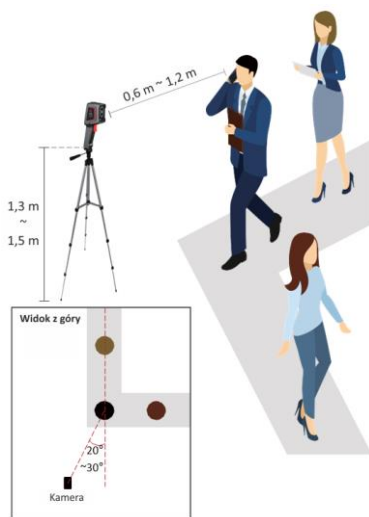 0,6 m ~ 1,2 m
1,3 m
~
1,5 m
Widok z góry
20°
~30°
Kamera